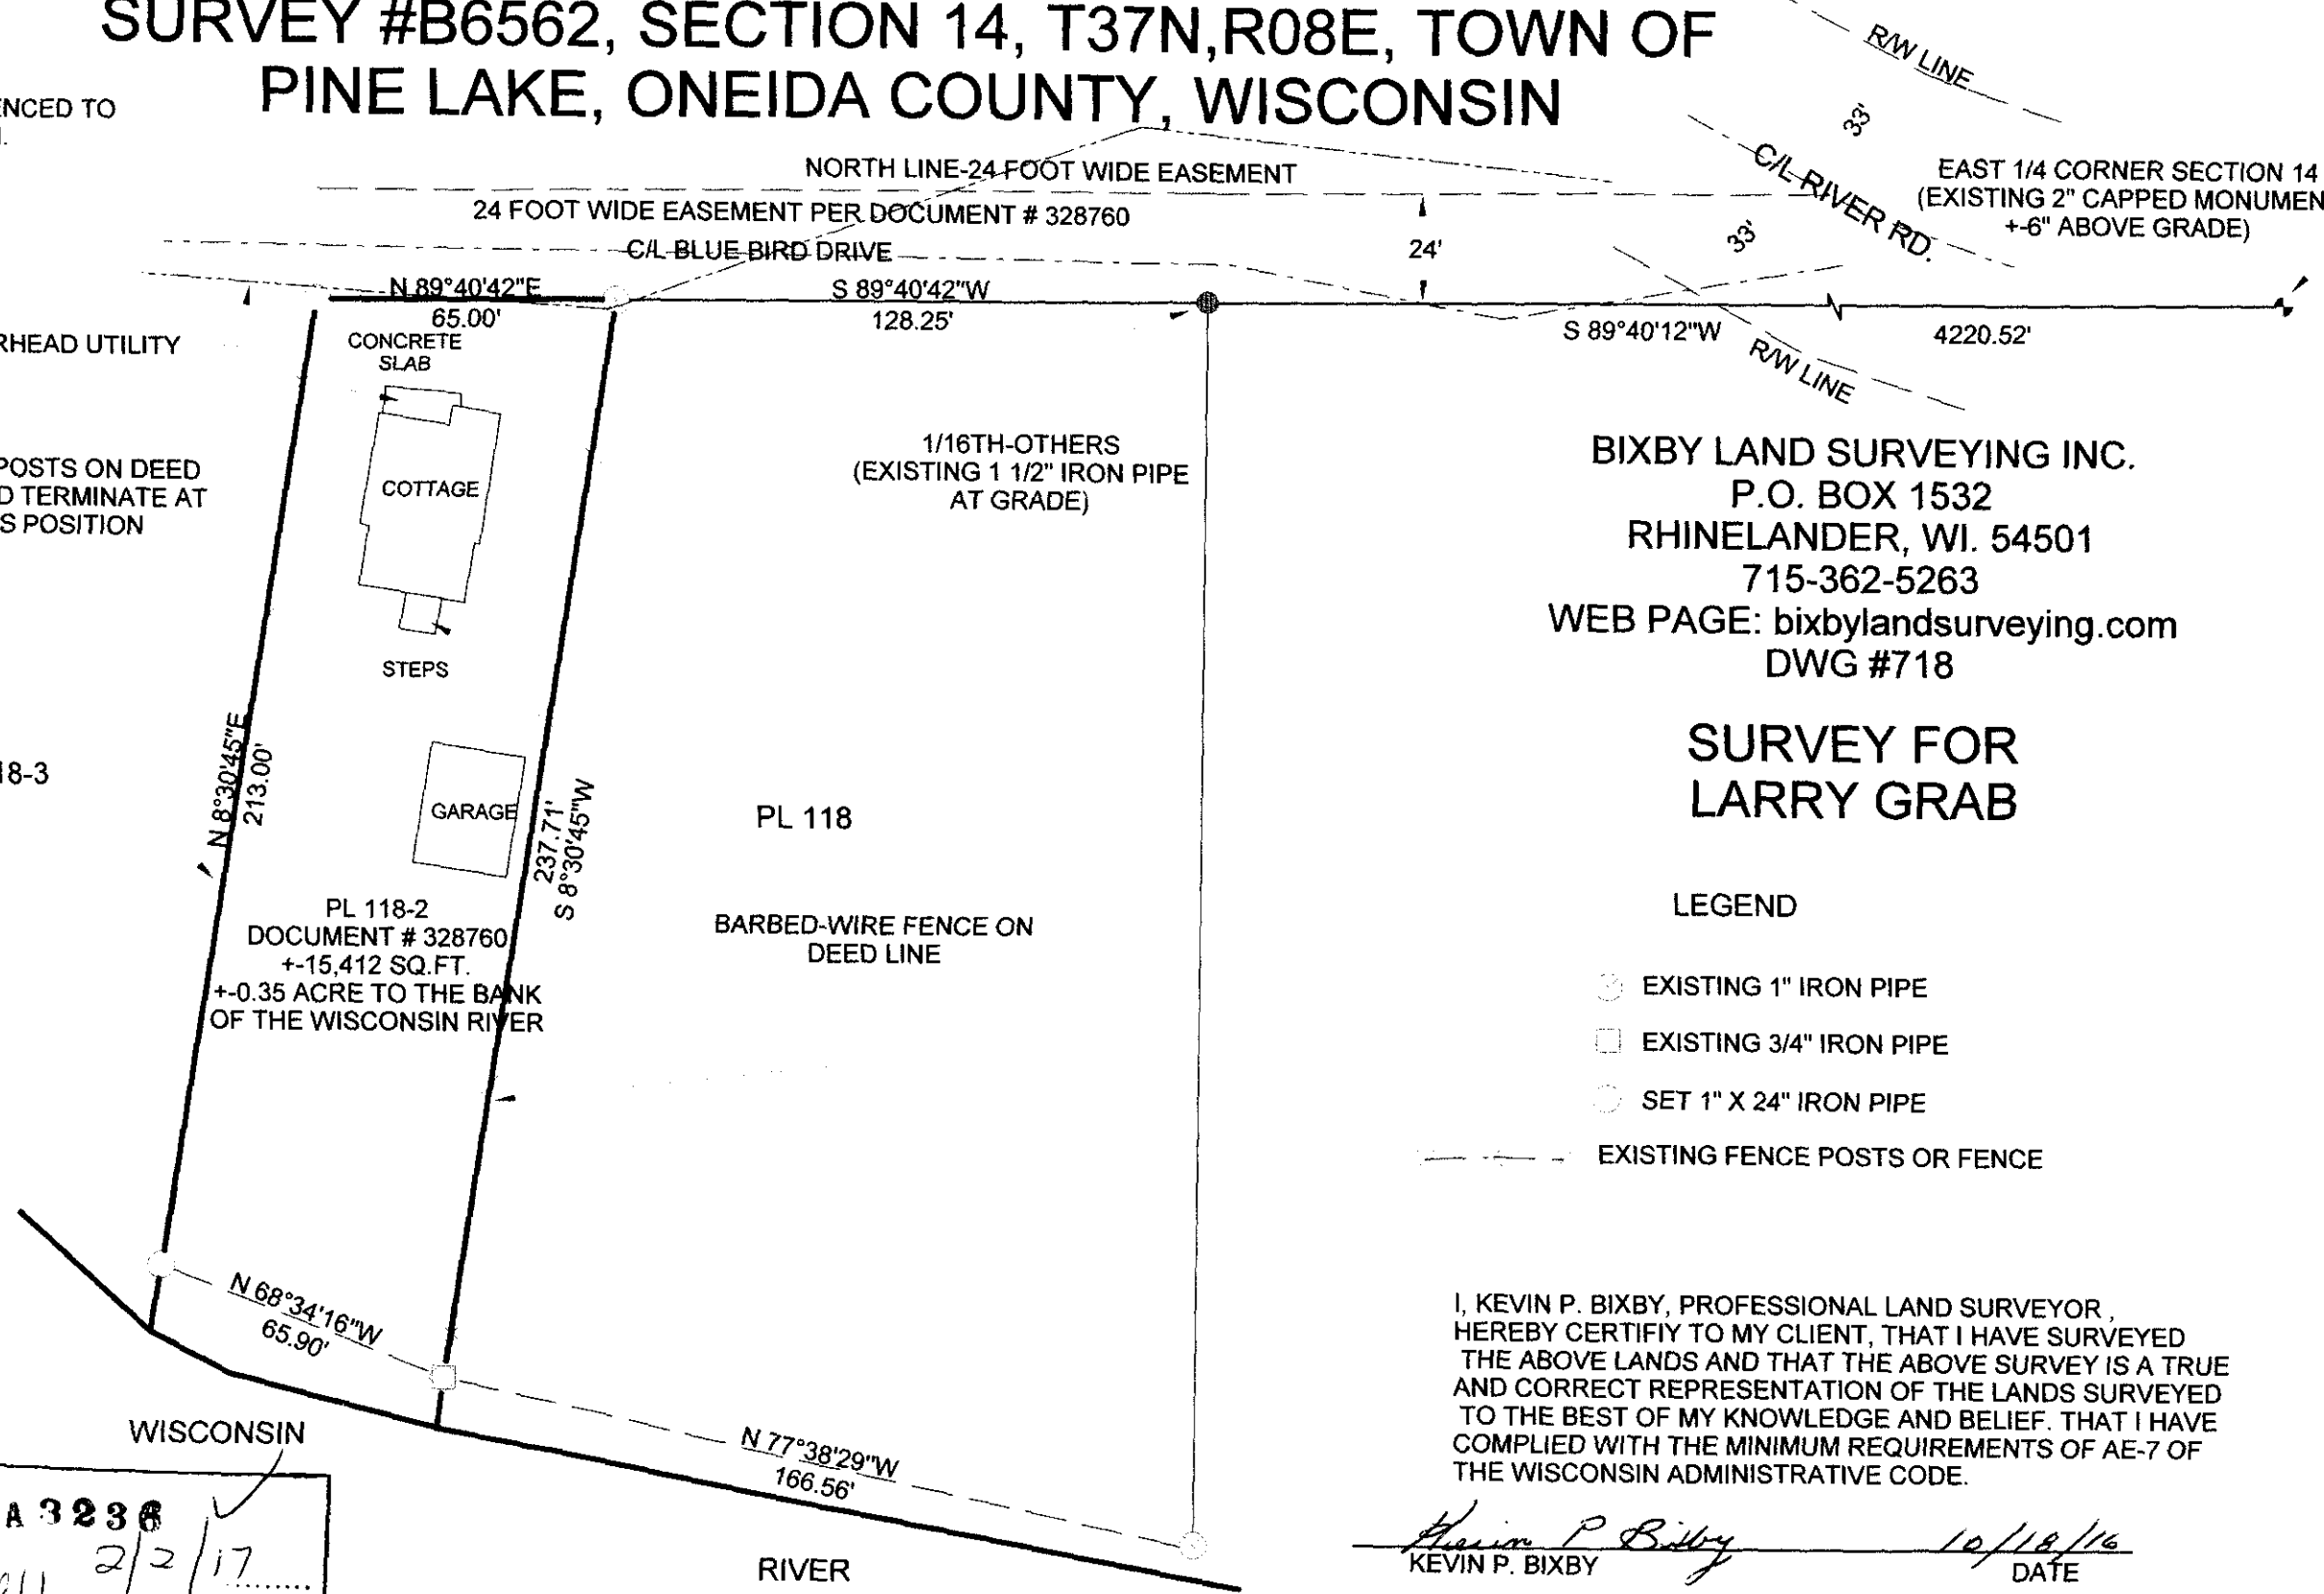 SURVEY #B6562, SECTION 14, T37N,R08E, TOWN OF
PINE LAKE, ONEIDA COUNTY, WISCONSIN
ENCED TO
R/W LINE
33'
C/L RIVER RD.
33'
EAST 1/4 CORNER SECTION 14
(EXISTING 2" CAPPED MONUMEN
+-6" ABOVE GRADE)
NORTH LINE-24 FOOT WIDE EASEMENT
24 FOOT WIDE EASEMENT PER DOCUMENT # 328760
C/L BLUE BIRD DRIVE
24'
N 89°40'42"E
65.00'
S 89°40'42"W
128.25'
S 89°40'12"W
4220.52'
R/W LINE
RHEAD UTILITY
CONCRETE
SLAB
COTTAGE
STEPS
POSTS ON DEED
D TERMINATE AT
S POSITION
1/16TH-OTHERS
(EXISTING 1 1/2" IRON PIPE
AT GRADE)
BIXBY LAND SURVEYING INC.
P.O. BOX 1532
RHINELANDER, WI. 54501
715-362-5263
WEB PAGE: bixbylandsurveying.com
DWG #718
SURVEY FOR
LARRY GRAB
18-3
N 8°30'45"E
213.00'
GARAGE
237.71'
S 8°30'45"W
PL 118
PL 118-2
DOCUMENT # 328760
+-15,412 SQ.FT.
+-0.35 ACRE TO THE BANK
OF THE WISCONSIN RIVER
BARBED-WIRE FENCE ON
DEED LINE
LEGEND
EXISTING 1" IRON PIPE
EXISTING 3/4" IRON PIPE
SET 1" X 24" IRON PIPE
EXISTING FENCE POSTS OR FENCE
N 68°34'16"W
65.90'
N 77°38'29"W
166.56'
WISCONSIN
RIVER
A 3236
2/2/17
I, KEVIN P. BIXBY, PROFESSIONAL LAND SURVEYOR ,
HEREBY CERTIFIY TO MY CLIENT, THAT I HAVE SURVEYED
THE ABOVE LANDS AND THAT THE ABOVE SURVEY IS A TRUE
AND CORRECT REPRESENTATION OF THE LANDS SURVEYED
TO THE BEST OF MY KNOWLEDGE AND BELIEF. THAT I HAVE
COMPLIED WITH THE MINIMUM REQUIREMENTS OF AE-7 OF
THE WISCONSIN ADMINISTRATIVE CODE.
Kevin P Bixby 10/18/16
KEVIN P. BIXBY DATE